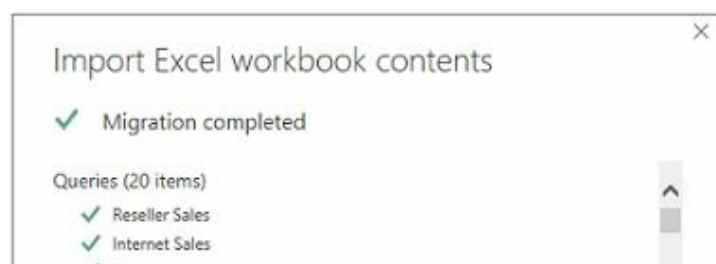 Import Excel workbook contents
Migration completed
Queries (20 items)
Reseller Sales
Internet Sales